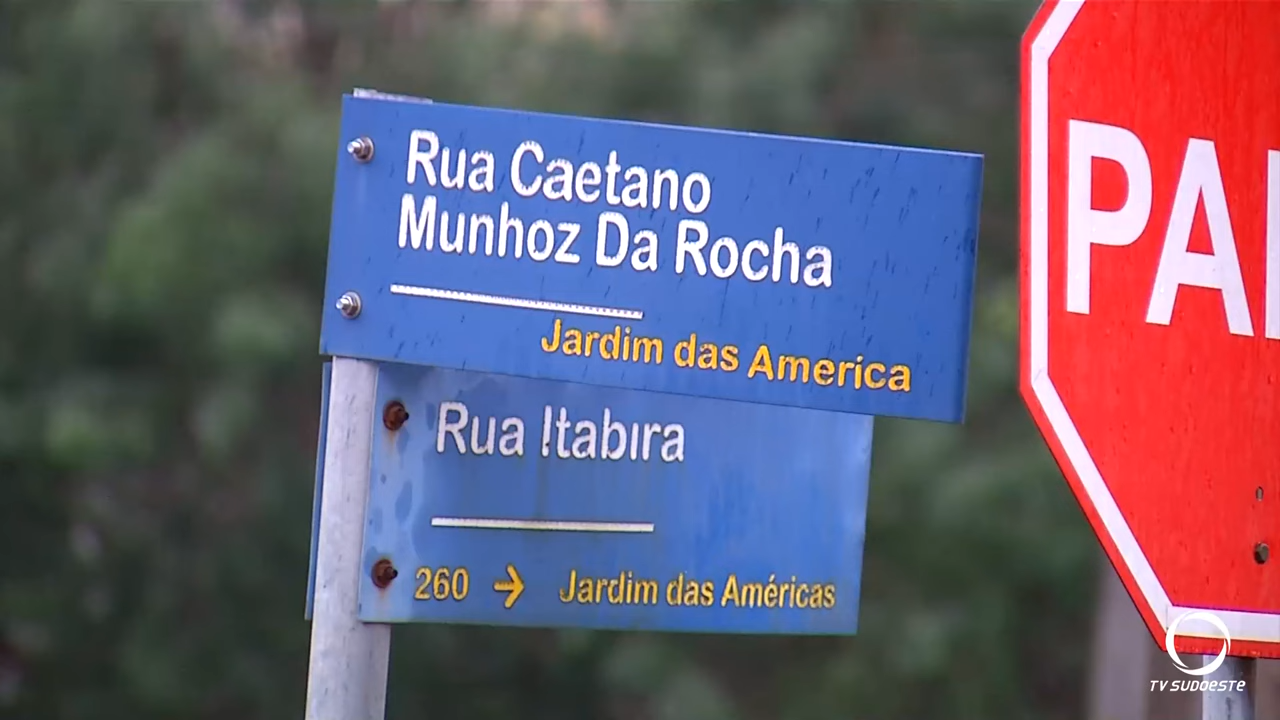 Rua Caetano
Munhoz Da Rocha
Jardim das America
Rua Itabira
260 → Jardim das Américas
PA
TV SUDOESTE